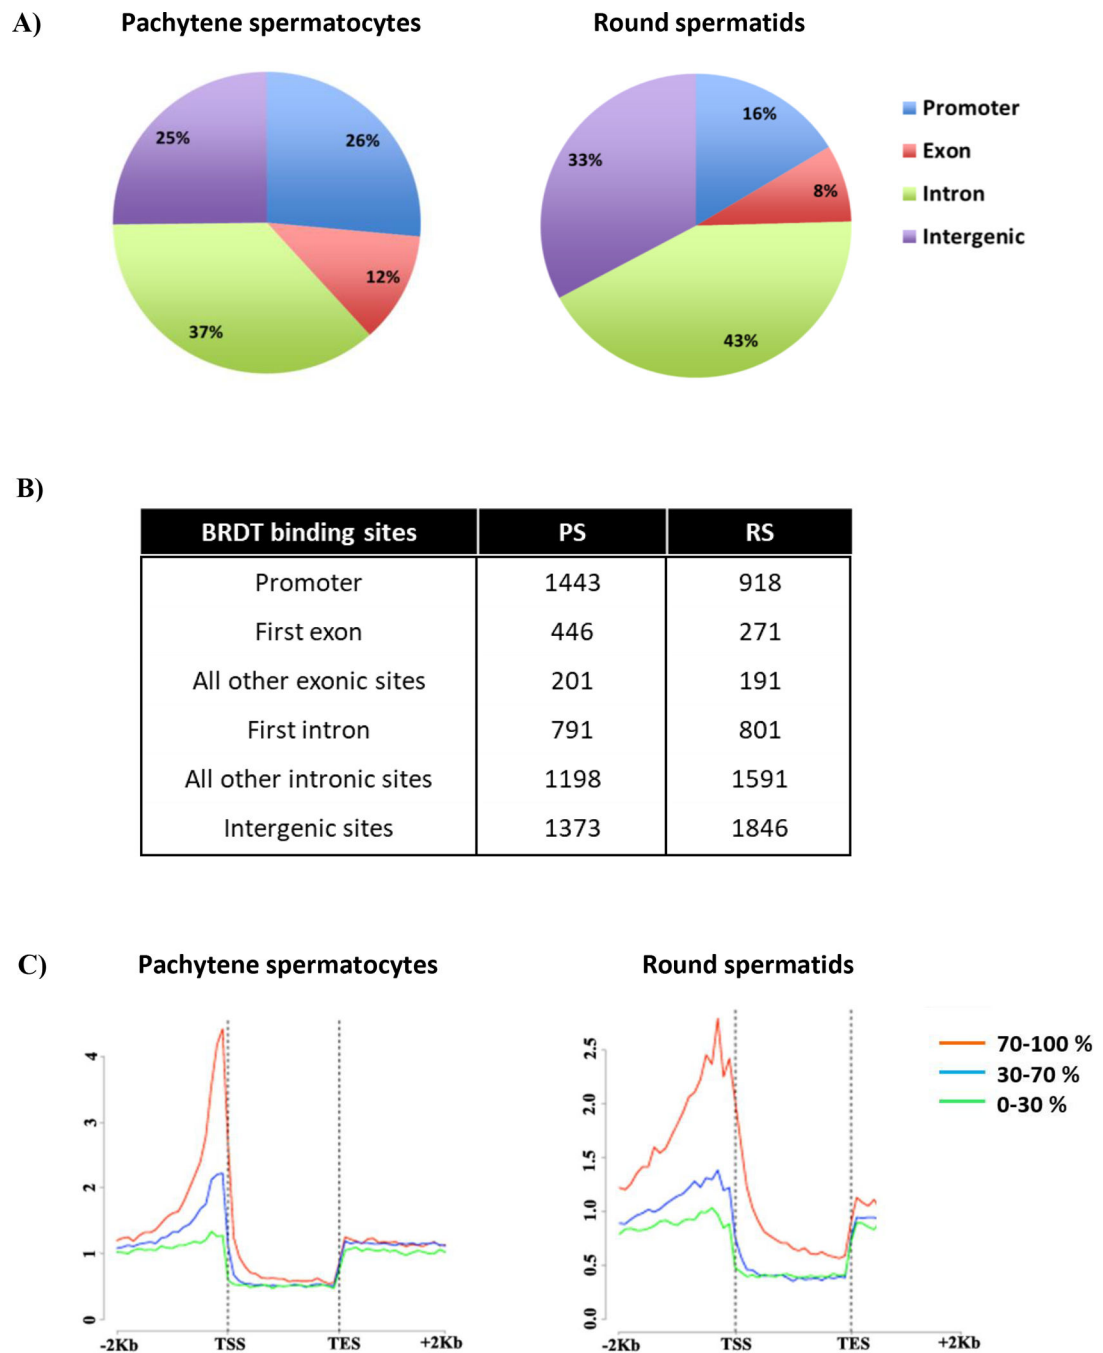 A)
Pachytene spermatocytes
Round spermatids
26%
12%
37%
25%
16%
8%
43%
33%
Promoter
Exon
Intron
Intergenic
B)
BRDT binding sites PS RS
Promoter 1443 918
First exon 446 271
All other exonic sites 201 191
First intron 791 801
All other intronic sites 1198 1591
Intergenic sites 1373 1846
C)
Pachytene spermatocytes
Round spermatids
4
3
2
1
0
-2Kb TSS TES +2Kb
2.5
2.0
1.5
1.0
0.5
0.0
-2Kb TSS TES +2Kb
70-100 %
30-70 %
0-30 %